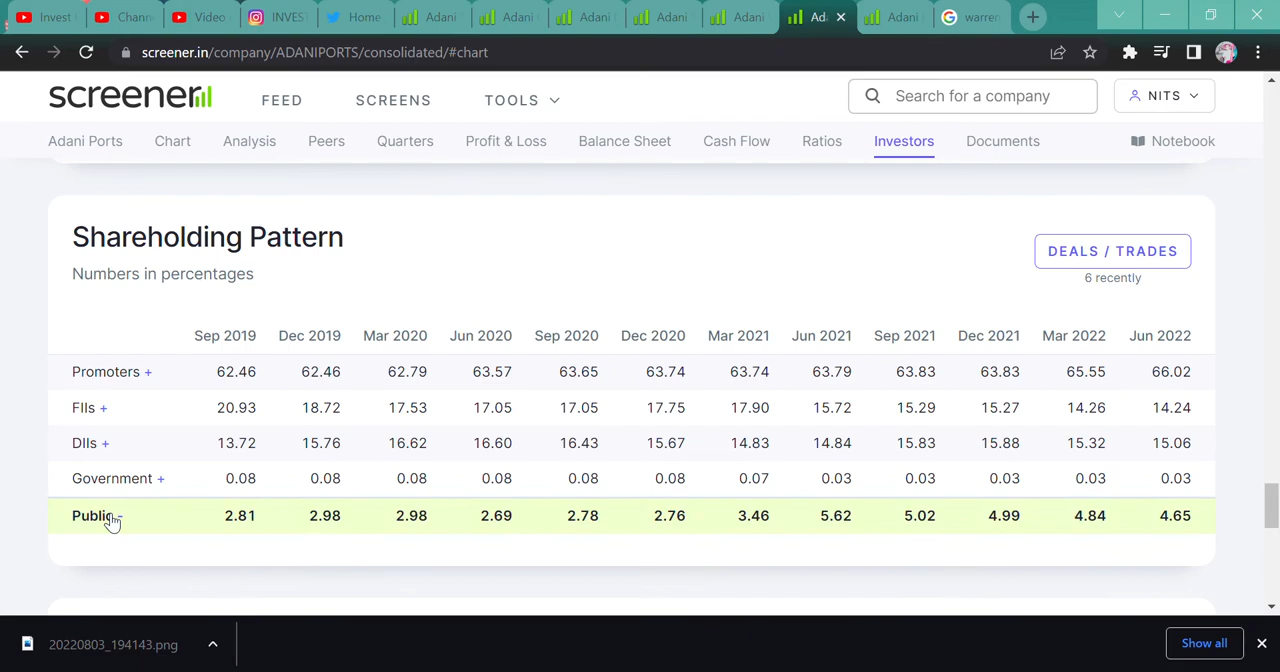 Invest
Chann
Video
INVES
Home
Adani
Adani
Adani
Adani
Adani
Ad
Adani
warren
screener.in/company/ADANIPORTS/consolidated/#chart
screener
FEED
SCREENS
TOOLS
Search for a company
NITS
Adani Ports Chart Analysis Peers Quarters Profit & Loss Balance Sheet Cash Flow Ratios Investors Documents Notebook
Shareholding Pattern
Numbers in percentages
DEALS / TRADES
6 recently
Sep 2019 Dec 2019 Mar 2020 Jun 2020 Sep 2020 Dec 2020 Mar 2021 Jun 2021 Sep 2021 Dec 2021 Mar 2022 Jun 2022
Promoters + 62.46 62.46 62.79 63.57 63.65 63.74 63.74 63.79 63.83 63.83 65.55 66.02
FIIs + 20.93 18.72 17.53 17.05 17.05 17.75 17.90 15.72 15.29 15.27 14.26 14.24
DIIs + 13.72 15.76 16.62 16.60 16.43 15.67 14.83 14.84 15.83 15.88 15.32 15.06
Government + 0.08 0.08 0.08 0.08 0.08 0.08 0.07 0.03 0.03 0.03 0.03 0.03
Public - 2.81 2.98 2.98 2.69 2.78 2.76 3.46 5.62 5.02 4.99 4.84 4.65
20220803_194143.png
Show all